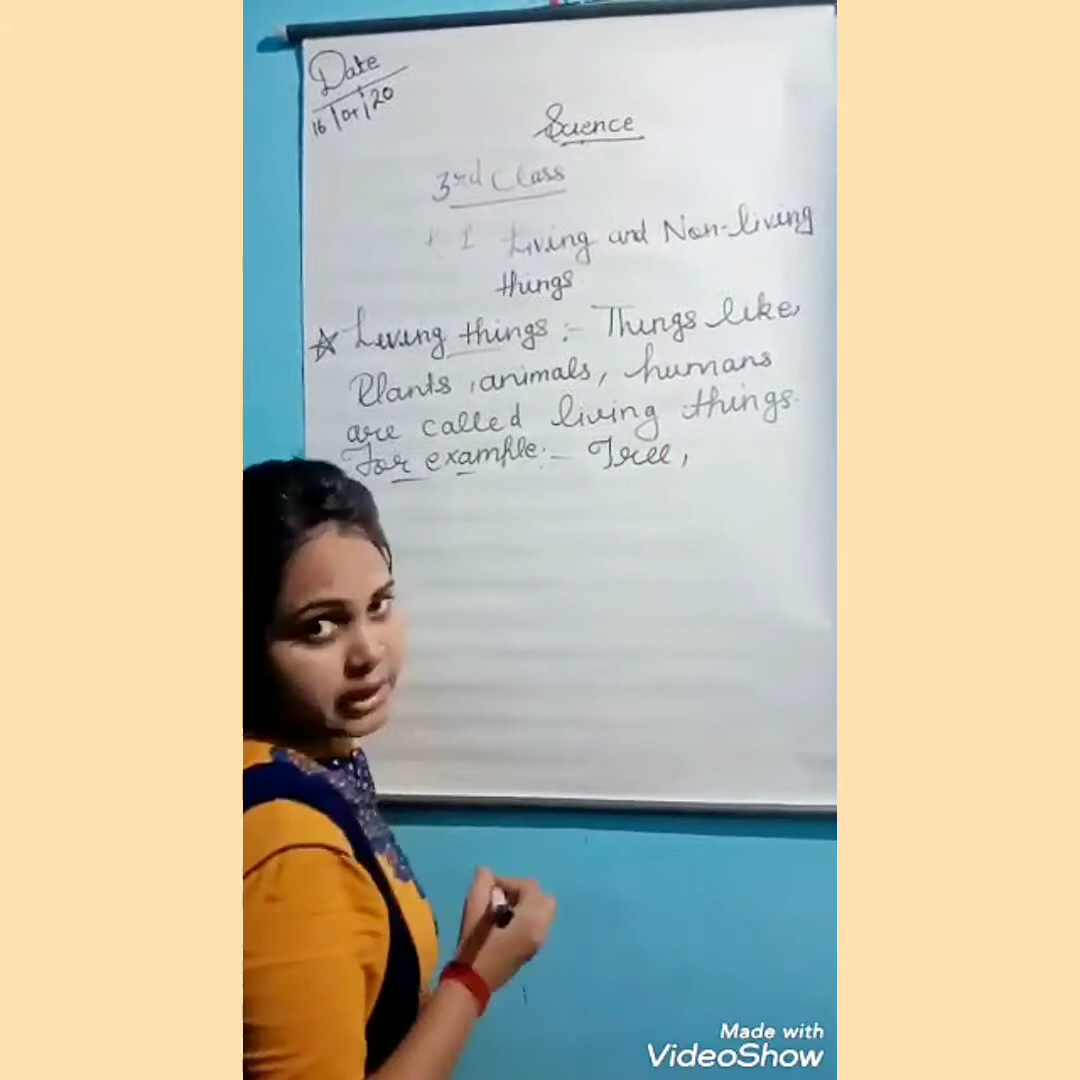 Date
16/04/20
Science
3rd Class
1 Living and Non-living
things
☆ Living things :- Things like,
Plants, animals, humans
are called living things.
For example:- Tree,
Made with
VideoShow